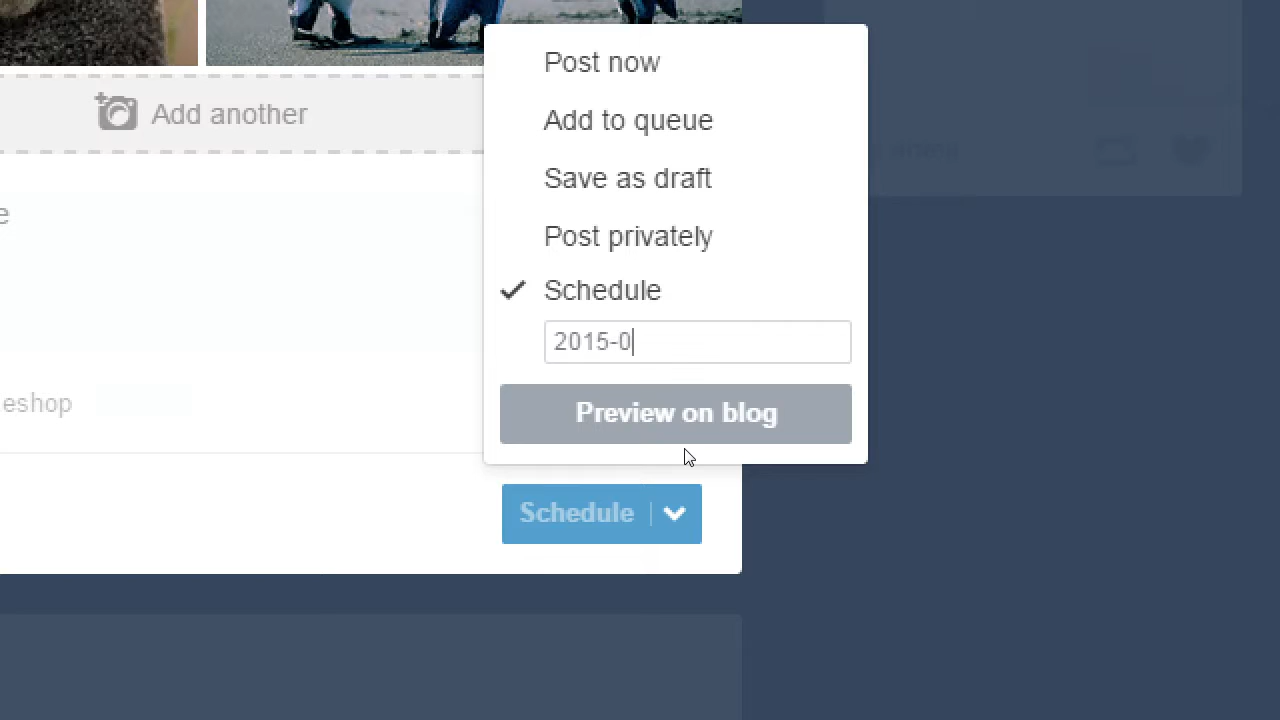 Post now
Add another
Add to queue
Save as draft
e
Post privately
Schedule
2015-0
eshop
Preview on blog
Schedule